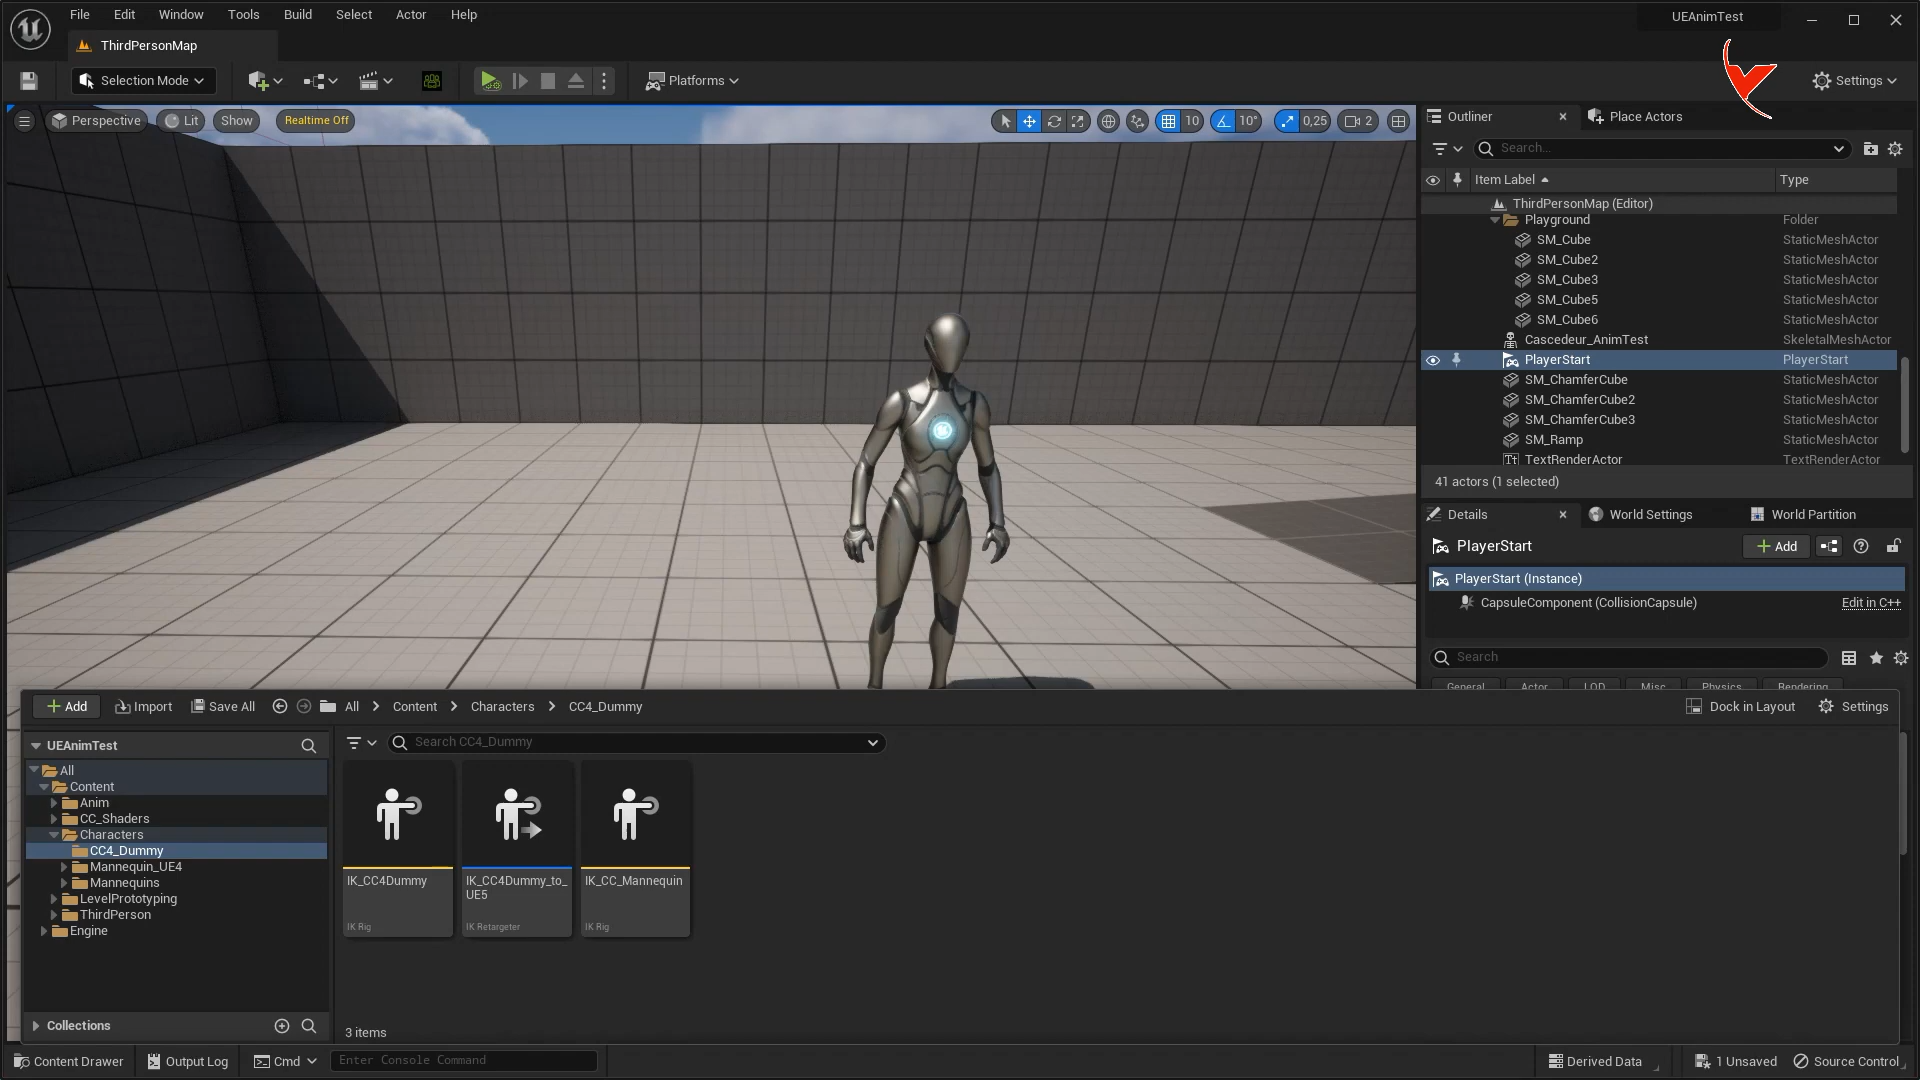 File Edit Window Tools Build Select Actor Help
UEAnimTest
ThirdPersonMap
Selection Mode
Platforms
Settings
Perspective Lit Show Realtime Off
10 10° 0,25 2
Outliner
Place Actors
Search...
Item Label Type
ThirdPersonMap (Editor)
Playground Folder
SM_Cube StaticMeshActor
SM_Cube2 StaticMeshActor
SM_Cube3 StaticMeshActor
SM_Cube5 StaticMeshActor
SM_Cube6 StaticMeshActor
Cascedeur_AnimTest SkeletalMeshActor
PlayerStart PlayerStart
SM_ChamferCube StaticMeshActor
SM_ChamferCube2 StaticMeshActor
SM_ChamferCube3 StaticMeshActor
SM_Ramp StaticMeshActor
TextRenderActor TextRenderActor
41 actors (1 selected)
Details World Settings World Partition
PlayerStart
Add
PlayerStart (Instance)
CapsuleComponent (CollisionCapsule) Edit in C++
Search
General Actor LOD Misc Physics Rendering
Add Import Save All All Content Characters CC4_Dummy
Dock in Layout Settings
UEAnimTest
Search CC4_Dummy
All
Content
Anim
CC_Shaders
Characters
CC4_Dummy
Mannequin_UE4
Mannequins
LevelPrototyping
ThirdPerson
Engine
IK_CC4Dummy
IK Rig
IK_CC4Dummy_to_
UE5
IK Retargeter
IK_CC_Mannequin
IK Rig
Collections
3 items
Content Drawer Output Log Cmd Enter Console Command
Derived Data 1 Unsaved Source Control